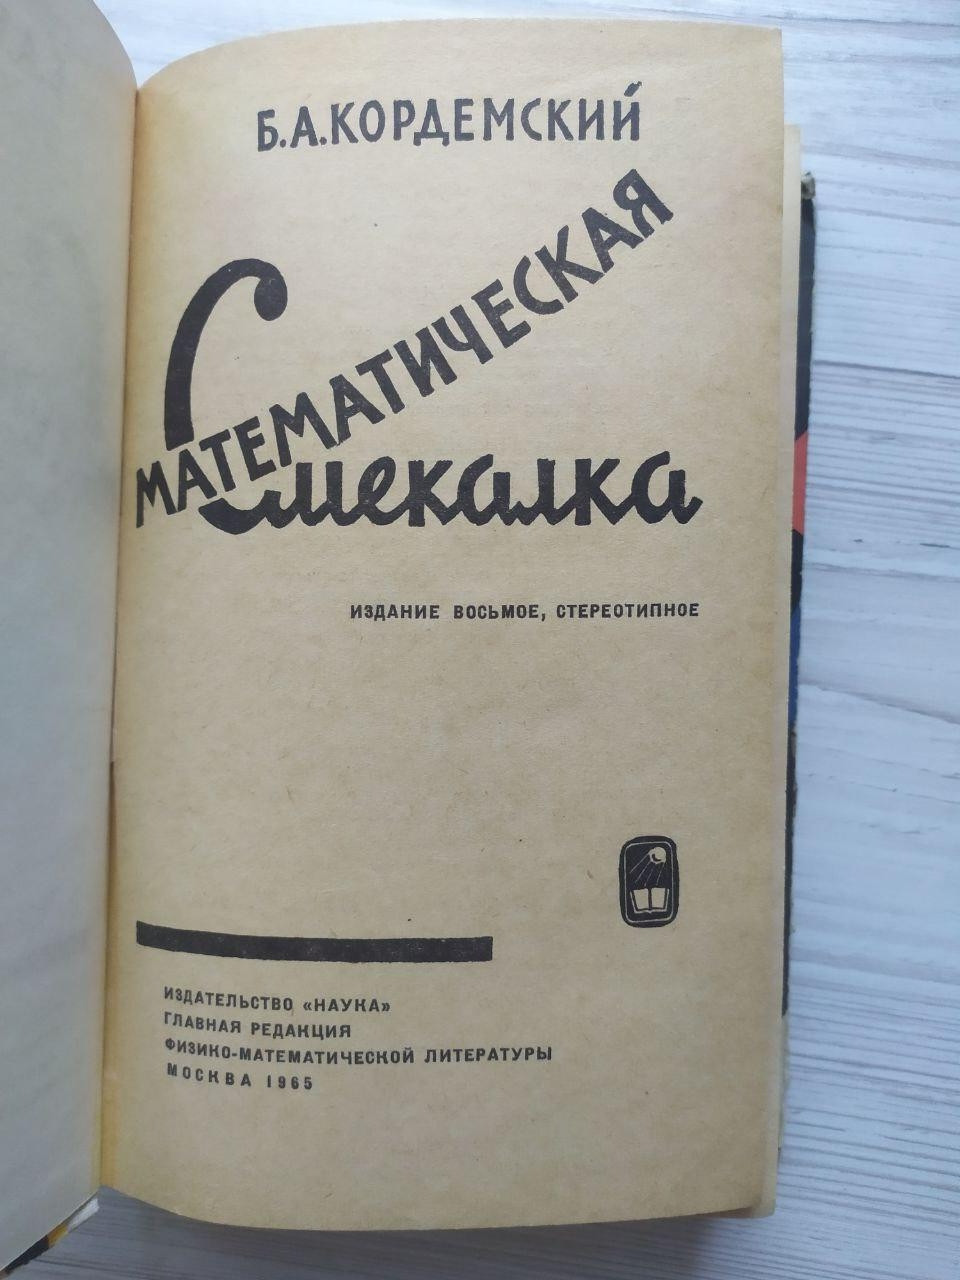 Б.А.КОРДЕМСКИЙ
МАТЕМАТИЧЕСКАЯ
Смекалка
ИЗДАНИЕ ВОСЬМОЕ, СТЕРЕОТИПНОЕ
ИЗДАТЕЛЬСТВО «НАУКА»
ГЛАВНАЯ РЕДАКЦИЯ
ФИЗИКО-МАТЕМАТИЧЕСКОЙ ЛИТЕРАТУРЫ
МОСКВА 1965